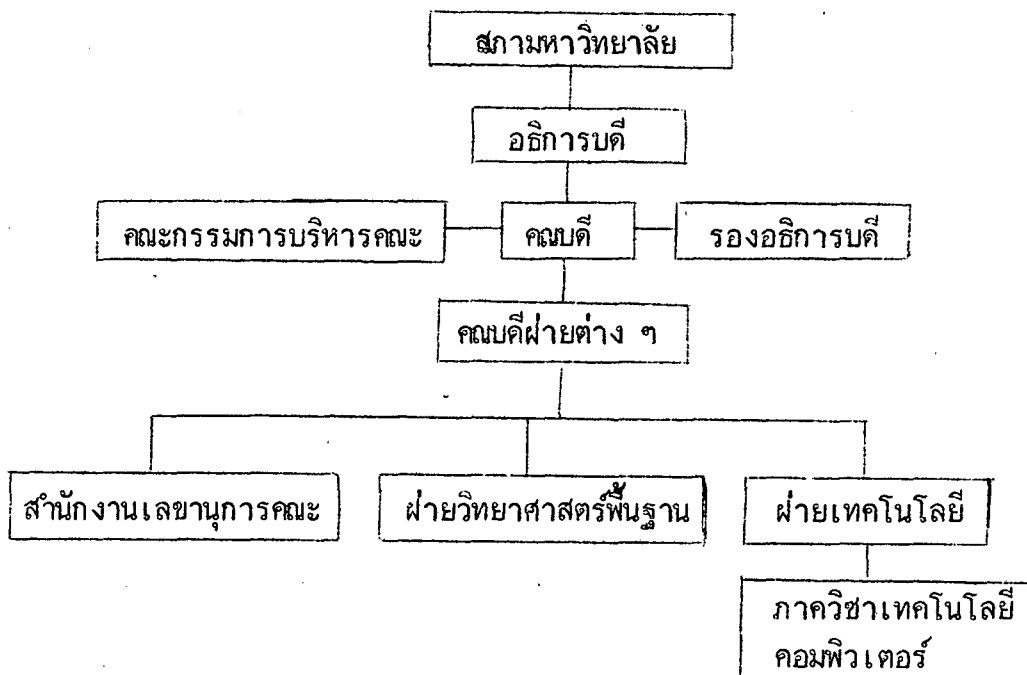 สภามหาวิทยาลัย
อธิการบดี
คณะกรรมการบริหารคณะ
คณบดี
รองอธิการบดี
คณบดีฝ่ายต่าง ๆ
สำนักงานเลขานุการคณะ
ฝ่ายวิทยาศาสตร์พื้นฐาน
ฝ่ายเทคโนโลยี
ภาควิชาเทคโนโลยี
คอมพิวเตอร์